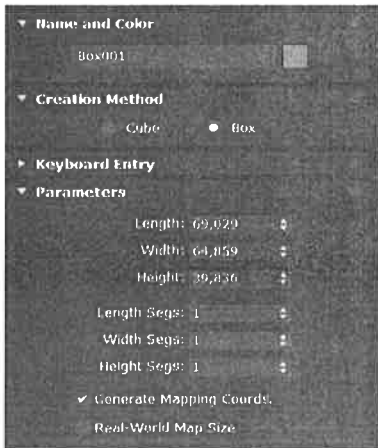 Name and Color
Box001
Creation Method
Cube Box
Keyboard Entry
Parameters
Length: 69,029
Width: 64,859
Height: 39,836
Length Segs: 1
Width Segs: 1
Height Segs: 1
Generate Mapping Coords.
Real-World Map Size